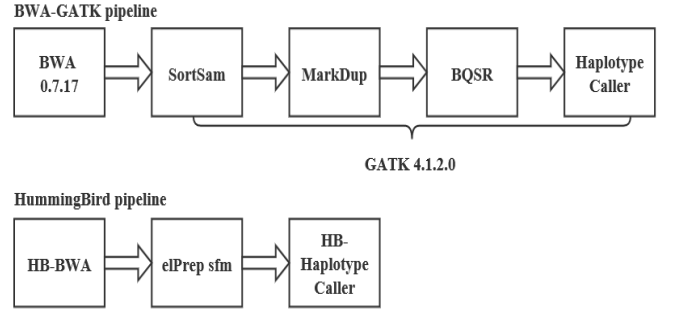 BWA-GATK pipeline
BWA
0.7.17
SortSam
MarkDup
BQSR
Haplotype
Caller
GATK 4.1.2.0
HummingBird pipeline
HB-BWA
elPrep sfm
HB-
Haplotype
Caller